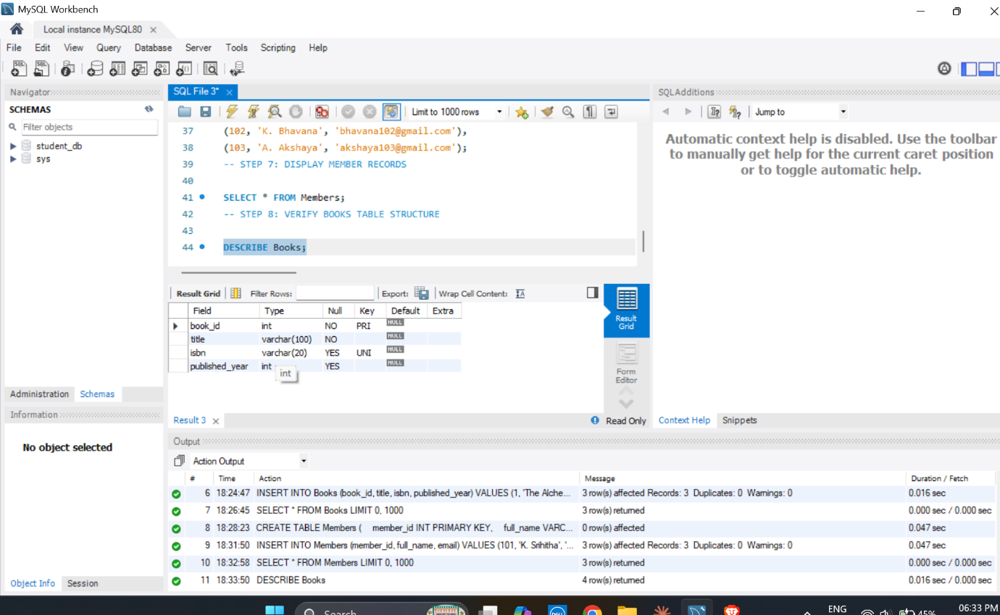 MySQL Workbench
Local instance MySQL80
File Edit View Query Database Server Tools Scripting Help
Navigator
SCHEMAS
Filter objects
student_db
sys
Administration Schemas
Information
No object selected
Object Info Session
SQL File 3*
Limit to 1000 rows
37 (102, 'K. Bhavana', 'bhavana102@gmail.com'),
38 (103, 'A. Akshaya', 'akshaya103@gmail.com');
39 -- STEP 7: DISPLAY MEMBER RECORDS
40
41 SELECT * FROM Members;
42 -- STEP 8: VERIFY BOOKS TABLE STRUCTURE
43
44 DESCRIBE Books;
Result Grid Filter Rows: Export: Wrap Cell Content:
Field Type Null Key Default Extra
book_id int NO PRI NULL
title varchar(100) NO NULL
isbn varchar(20) YES UNI NULL
published_year int YES NULL
int
Result Grid
Form Editor
Result 3
Read Only
SQLAdditions
Jump to
Automatic context help is disabled. Use the toolbar
to manually get help for the current caret position
or to toggle automatic help.
Context Help Snippets
Output
Action Output
# Time Action Message Duration / Fetch
6 18:24:47 INSERT INTO Books (book_id, title, isbn, published_year) VALUES (1, 'The Alche... 3 row(s) affected Records: 3 Duplicates: 0 Warnings: 0 0.016 sec
7 18:26:45 SELECT * FROM Books LIMIT 0, 1000 3 row(s) returned 0.000 sec / 0.000 sec
8 18:28:23 CREATE TABLE Members ( member_id INT PRIMARY KEY, full_name VARC... 0 row(s) affected 0.047 sec
9 18:31:50 INSERT INTO Members (member_id, full_name, email) VALUES (101, 'K. Srihitha', '... 3 row(s) affected Records: 3 Duplicates: 0 Warnings: 0 0.047 sec
10 18:32:58 SELECT * FROM Members LIMIT 0, 1000 3 row(s) returned 0.000 sec / 0.000 sec
11 18:33:50 DESCRIBE Books 4 row(s) returned 0.016 sec / 0.000 sec
Search
ENG
45%
06:33 PM